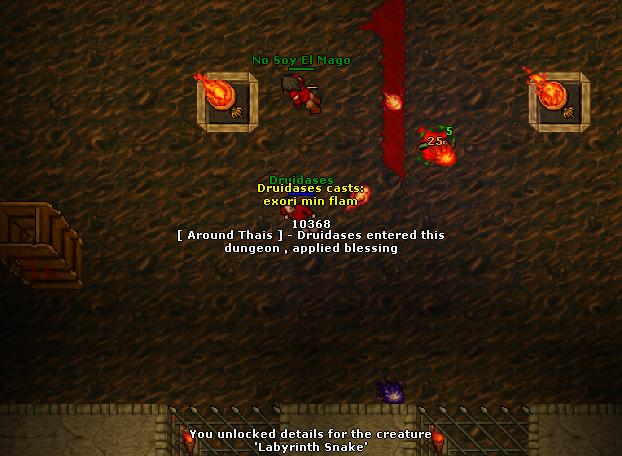 No Soy El Mago
5
25
Druidases
Druidases casts:
exori min flam
10368
[ Around Thais ] - Druidases entered this
dungeon , applied blessing
You unlocked details for the creature
'Labyrinth Snake'